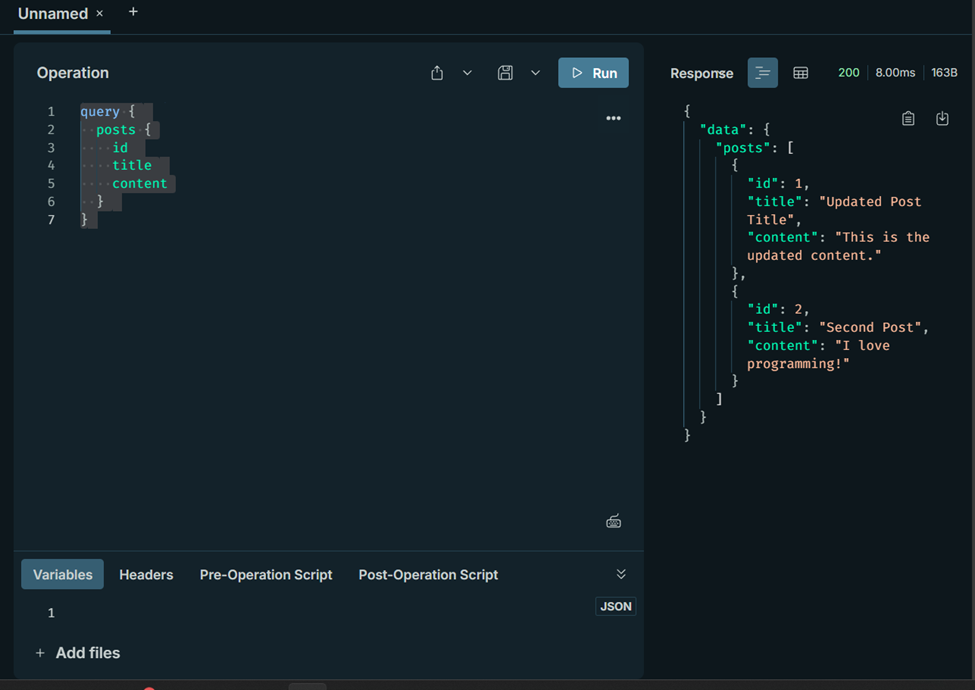 Unnamed × +
Operation
Run
1 query {
2   posts {
3     id
4     title
5     content
6   }
7 }
Variables Headers Pre-Operation Script Post-Operation Script
1
JSON
+ Add files
Response 200 8.00ms 163B
{
  "data": {
    "posts": [
      {
        "id": 1,
        "title": "Updated Post
        Title",
        "content": "This is the
        updated content."
      },
      {
        "id": 2,
        "title": "Second Post",
        "content": "I love
        programming!"
      }
    ]
  }
}